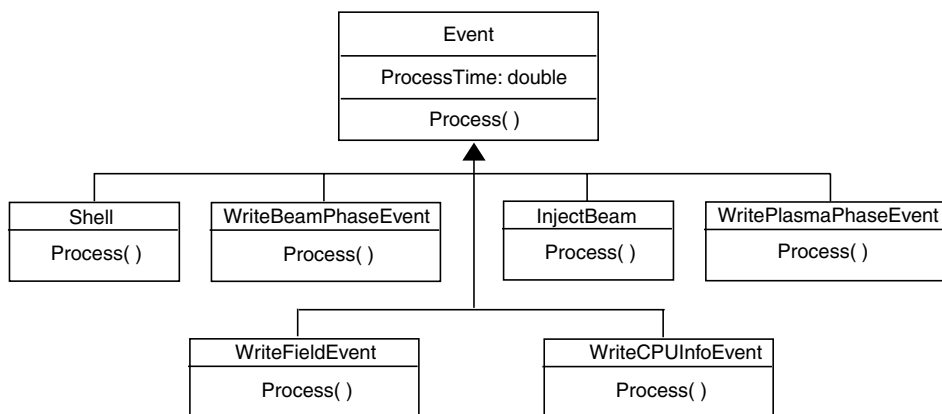 Event
ProcessTime: double
Process( )
Shell
Process( )
WriteBeamPhaseEvent
Process( )
InjectBeam
Process( )
WritePlasmaPhaseEvent
Process( )
WriteFieldEvent
Process( )
WriteCPUInfoEvent
Process( )